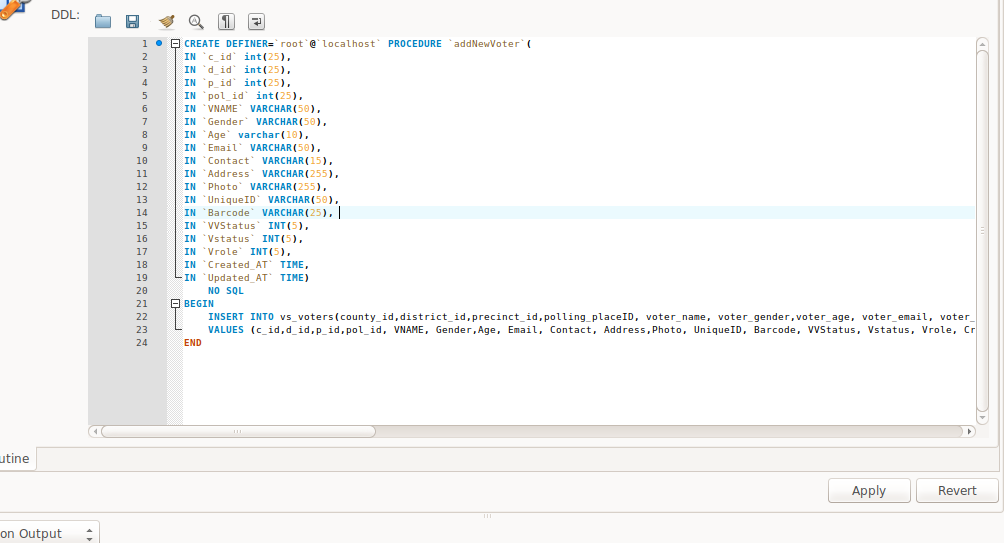 DDL:
1 CREATE DEFINER=`root`@`localhost` PROCEDURE `addNewVoter`(
2 IN `c_id` int(25),
3 IN `d_id` int(25),
4 IN `p_id` int(25),
5 IN `pol_id` int(25),
6 IN `VNAME` VARCHAR(50),
7 IN `Gender` VARCHAR(50),
8 IN `Age` varchar(10),
9 IN `Email` VARCHAR(50),
10 IN `Contact` VARCHAR(15),
11 IN `Address` VARCHAR(255),
12 IN `Photo` VARCHAR(255),
13 IN `UniqueID` VARCHAR(50),
14 IN `Barcode` VARCHAR(25),
15 IN `VVStatus` INT(5),
16 IN `Vstatus` INT(5),
17 IN `Vrole` INT(5),
18 IN `Created_AT` TIME,
19 IN `Updated_AT` TIME)
20 NO SQL
21 BEGIN
22 INSERT INTO vs_voters(county_id,district_id,precinct_id,polling_placeID, voter_name, voter_gender,voter_age, voter_email, voter_
23 VALUES (c_id,d_id,p_id,pol_id, VNAME, Gender,Age, Email, Contact, Address,Photo, UniqueID, Barcode, VVStatus, Vstatus, Vrole, Cr
24 END
utine
Apply Revert
on Output